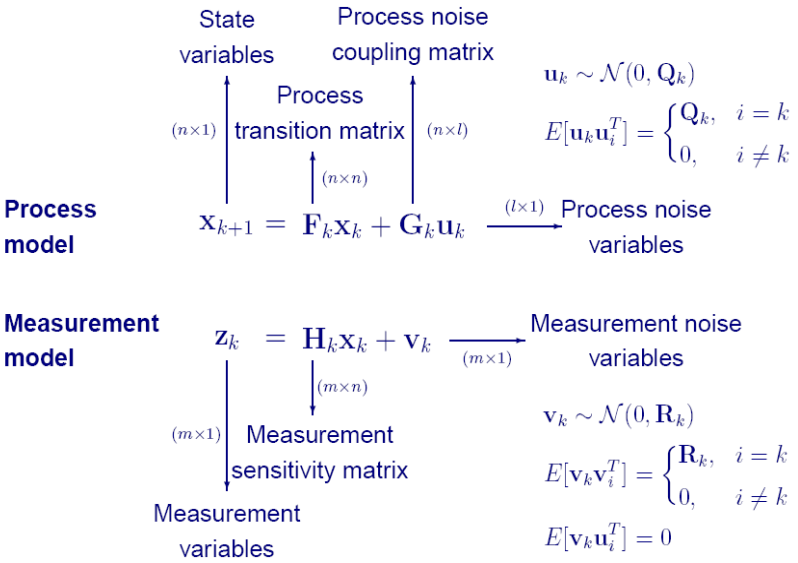 State
variables
Process noise
coupling matrix
Process
transition matrix
(n×1)
(n×n)
(n×l)
u_k ∼ N(0, Q_k)
E[u_k u_i^T] = { Q_k, i = k
0, i ≠ k
Process
model
x_{k+1} = F_k x_k + G_k u_k
(l×1)
Process noise
variables
Measurement
model
z_k = H_k x_k + v_k
(m×1)
Measurement noise
variables
(m×n)
(m×1)
Measurement
sensitivity matrix
Measurement
variables
v_k ∼ N(0, R_k)
E[v_k v_i^T] = { R_k, i = k
0, i ≠ k
E[v_k u_i^T] = 0